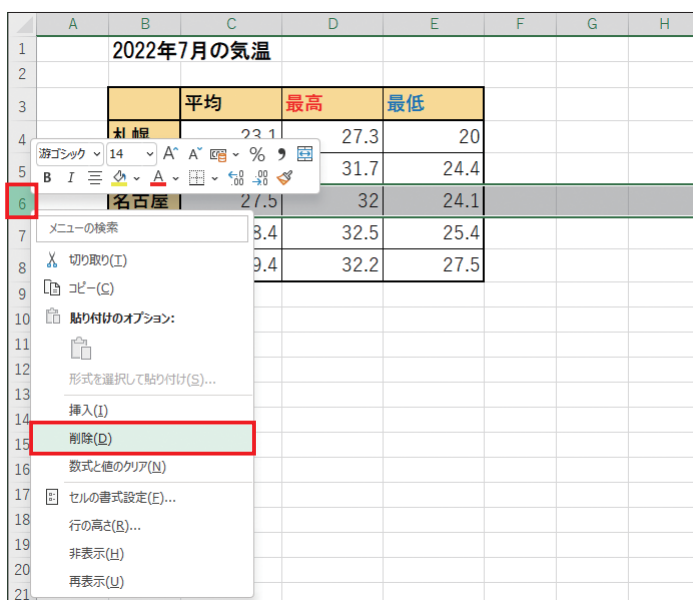 A B C D E F G H
1 2022年7月の気温
2
3 平均 最高 最低
4 札幌 23.1 27.3 20
游ゴシック 14 A A %
5 31.7 24.4
B I A
6 名古屋 27.5 32 24.1
メニューの検索
7 8.4 32.5 25.4
切り取り(T)
8 9.4 32.2 27.5
コピー(C)
9
10 貼り付けのオプション:
11
12 形式を選択して貼り付け(S)...
13
挿入(I)
14
15 削除(D)
16 数式と値のクリア(N)
17 セルの書式設定(F)...
18 行の高さ(R)...
19 非表示(H)
20 再表示(U)
21